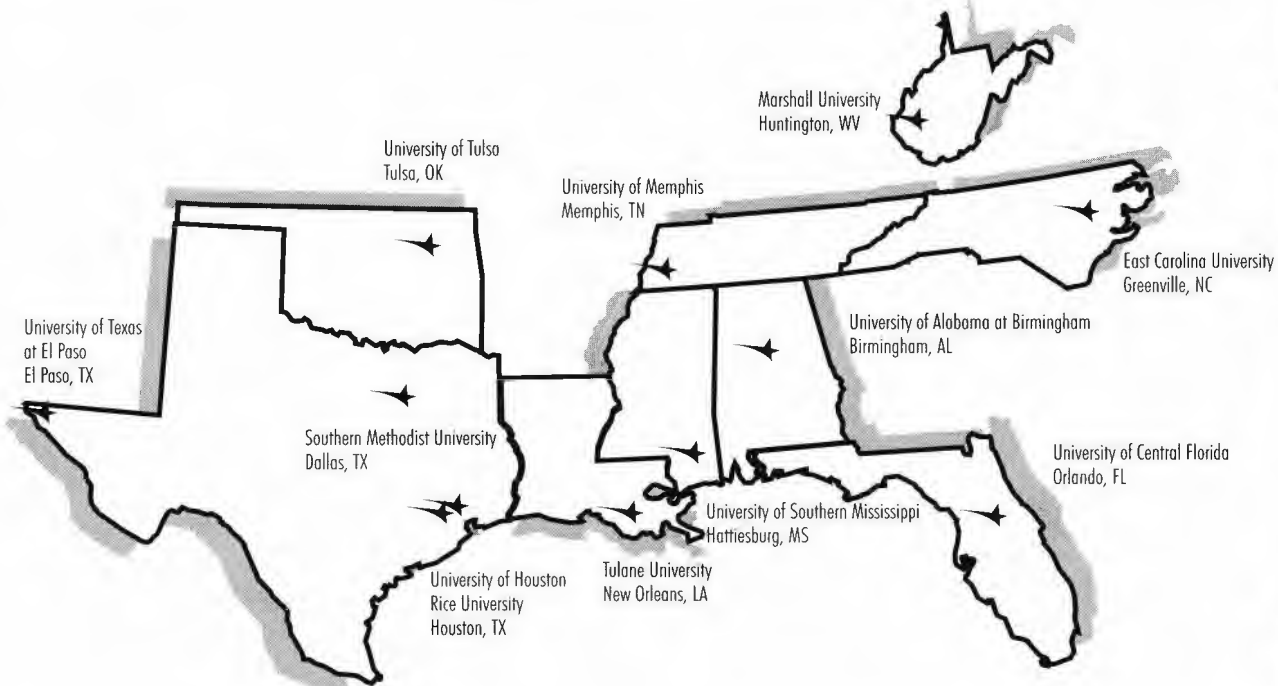 Marshall University
Huntington, WV
University of Tulsa
Tulsa, OK
University of Memphis
Memphis, TN
East Carolina University
Greenville, NC
University of Texas
at El Paso
El Paso, TX
University of Alabama at Birmingham
Birmingham, AL
Southern Methodist University
Dallas, TX
University of Central Florida
Orlando, FL
University of Southern Mississippi
Hattiesburg, MS
University of Houston
Rice University
Houston, TX
Tulane University
New Orleans, LA